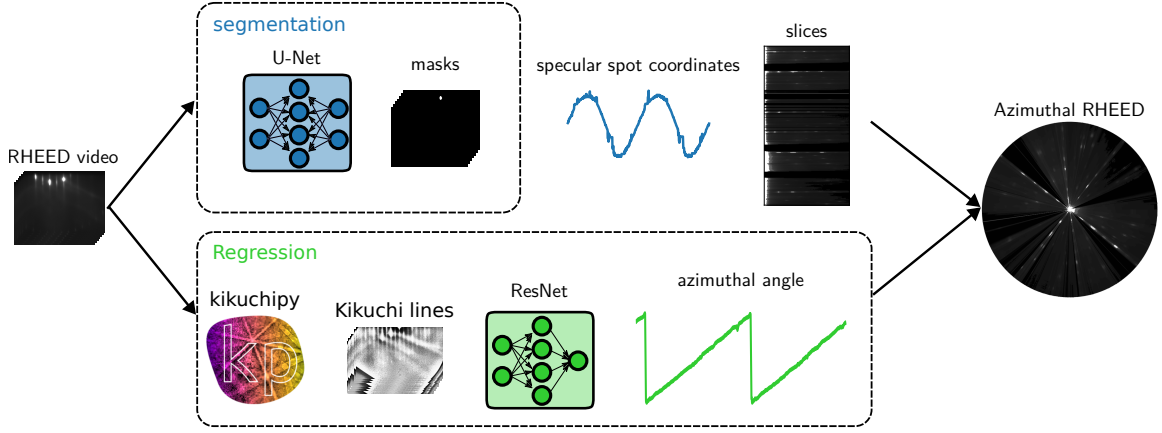 segmentation
U-Net
masks
specular spot coordinates
slices
RHEED video
Azimuthal RHEED
Regression
kikuchipy
kp
Kikuchi lines
ResNet
azimuthal angle